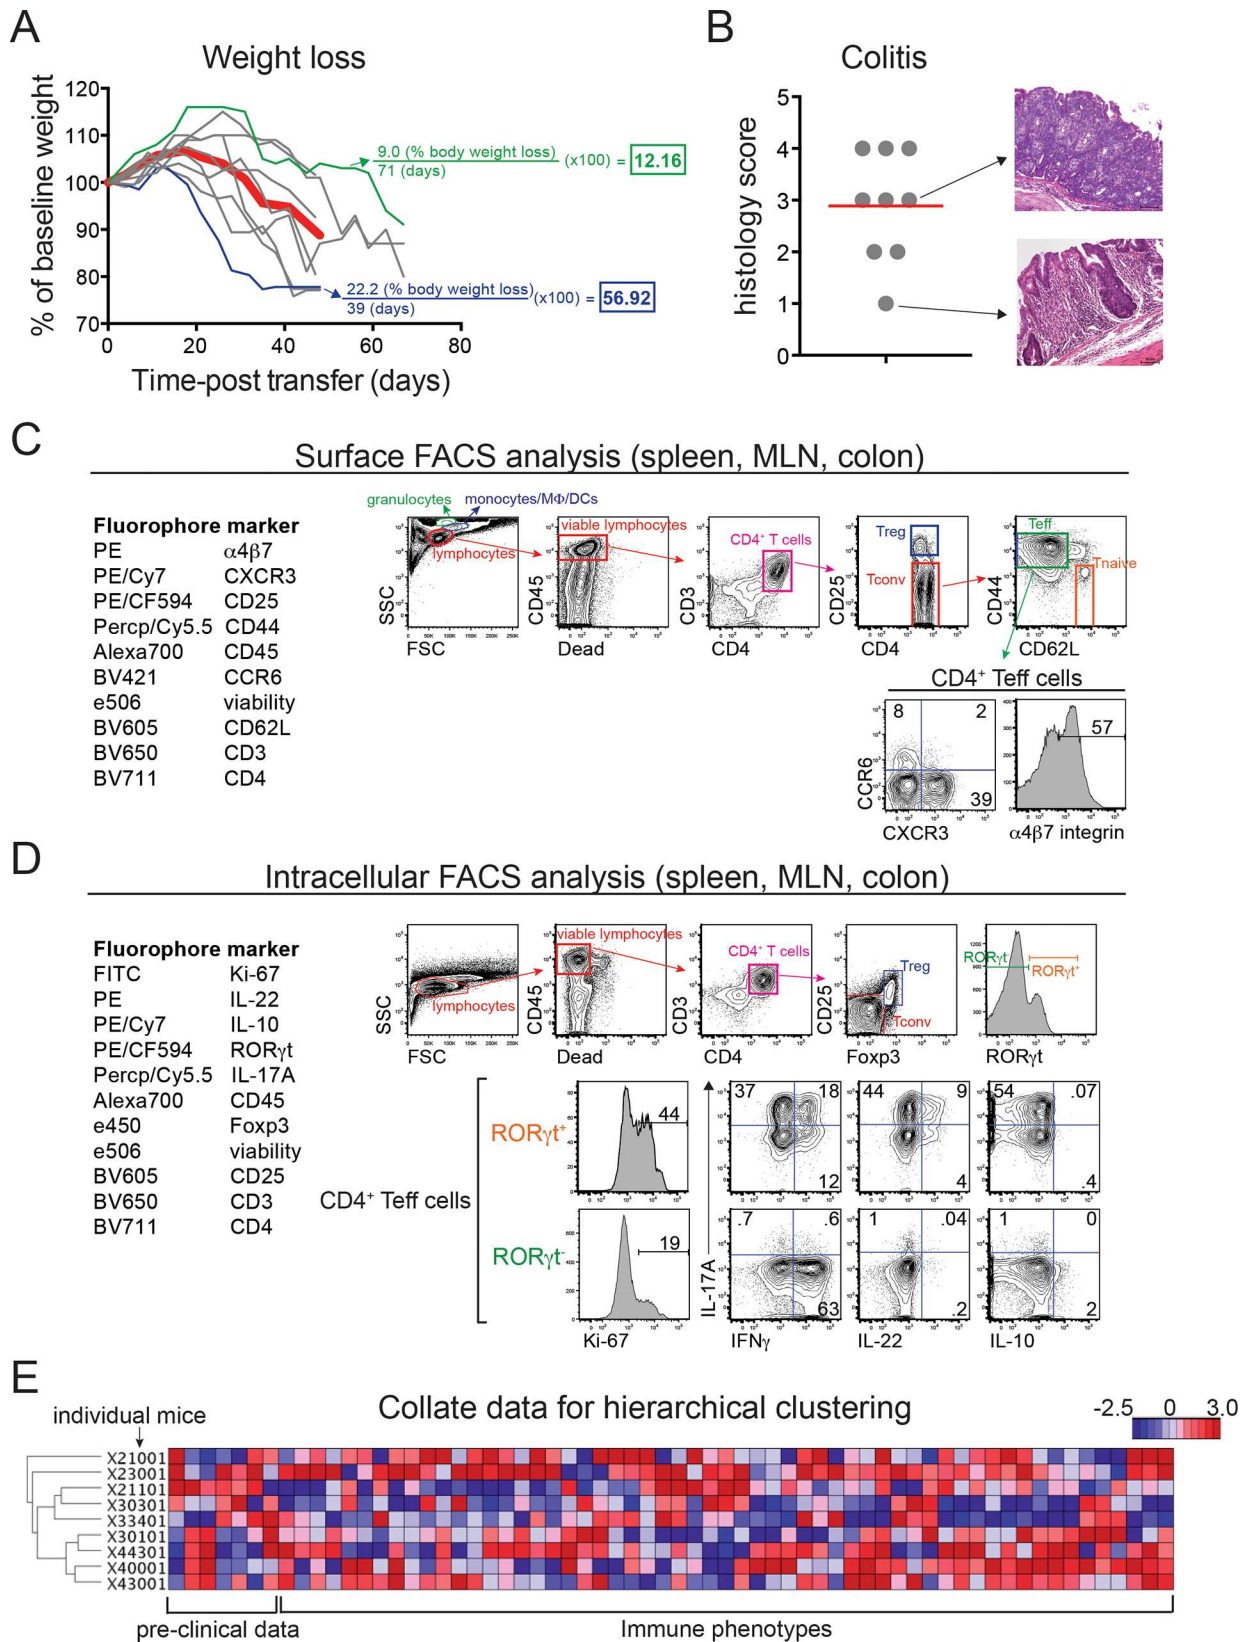 A
Weight loss
% of baseline weight
120
110
100
90
80
70
0
20
40
60
80
Time-post transfer (days)
9.0 (% body weight loss)
71 (days)
(x100) = 12.16
22.2 (% body weight loss)
39 (days)
(x100) = 56.92
B
Colitis
histology score
5
4
3
2
1
0
C
Surface FACS analysis (spleen, MLN, colon)
Fluorophore marker
PE α4β7
PE/Cy7 CXCR3
PE/CF594 CD25
Percp/Cy5.5 CD44
Alexa700 CD45
BV421 CCR6
e506 viability
BV605 CD62L
BV650 CD3
BV711 CD4
granulocytes
monocytes/MΦ/DCs
lymphocytes
SSC
FSC
viable lymphocytes
CD45
Dead
CD4⁺ T cells
CD3
CD4
Treg
Tconv
CD25
CD4
Teff
Tnaive
CD44
CD62L
CD4⁺ Teff cells
8
2
39
CCR6
CXCR3
57
α4β7 integrin
D
Intracellular FACS analysis (spleen, MLN, colon)
Fluorophore marker
FITC Ki-67
PE IL-22
PE/Cy7 IL-10
PE/CF594 RORγt
Percp/Cy5.5 IL-17A
Alexa700 CD45
e450 Foxp3
e506 viability
BV605 CD25
BV650 CD3
BV711 CD4
lymphocytes
SSC
FSC
viable lymphocytes
CD45
Dead
CD4⁺ T cells
CD3
CD4
Treg
Tconv
CD25
Foxp3
RORγt⁻
RORγt⁺
RORγt
CD4⁺ Teff cells
RORγt⁺
44
37 18
12
44 9
4
54 .07
.4
RORγt⁻
19
.7 .6
63
1 .04
.2
1 0
2
IL-17A
Ki-67
IFNγ
IL-22
IL-10
E
Collate data for hierarchical clustering
-2.5 0 3.0
individual mice
X21001
X23001
X21101
X30301
X33401
X30101
X44301
X40001
X43001
pre-clinical data
Immune phenotypes